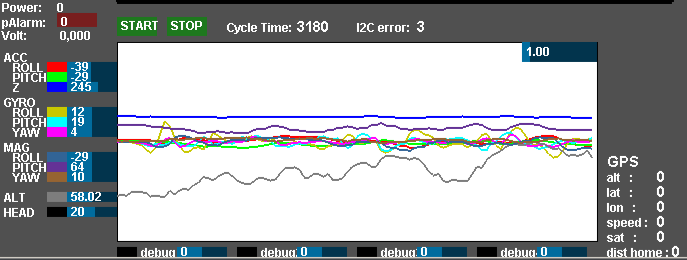 Power: 0
pAlarm: 0
Volt: 0,000
START STOP Cycle Time: 3180 I2C error: 3
1.00
ACC
ROLL -39
PITCH -29
Z 245
GYRO
ROLL 12
PITCH 19
YAW 4
MAG
ROLL -29
PITCH 64
YAW 10
ALT 58.02
HEAD 20
GPS
alt : 0
lat : 0
lon : 0
speed : 0
sat : 0
dist home : 0
debug 0 debug 0 debug 0 debug 0